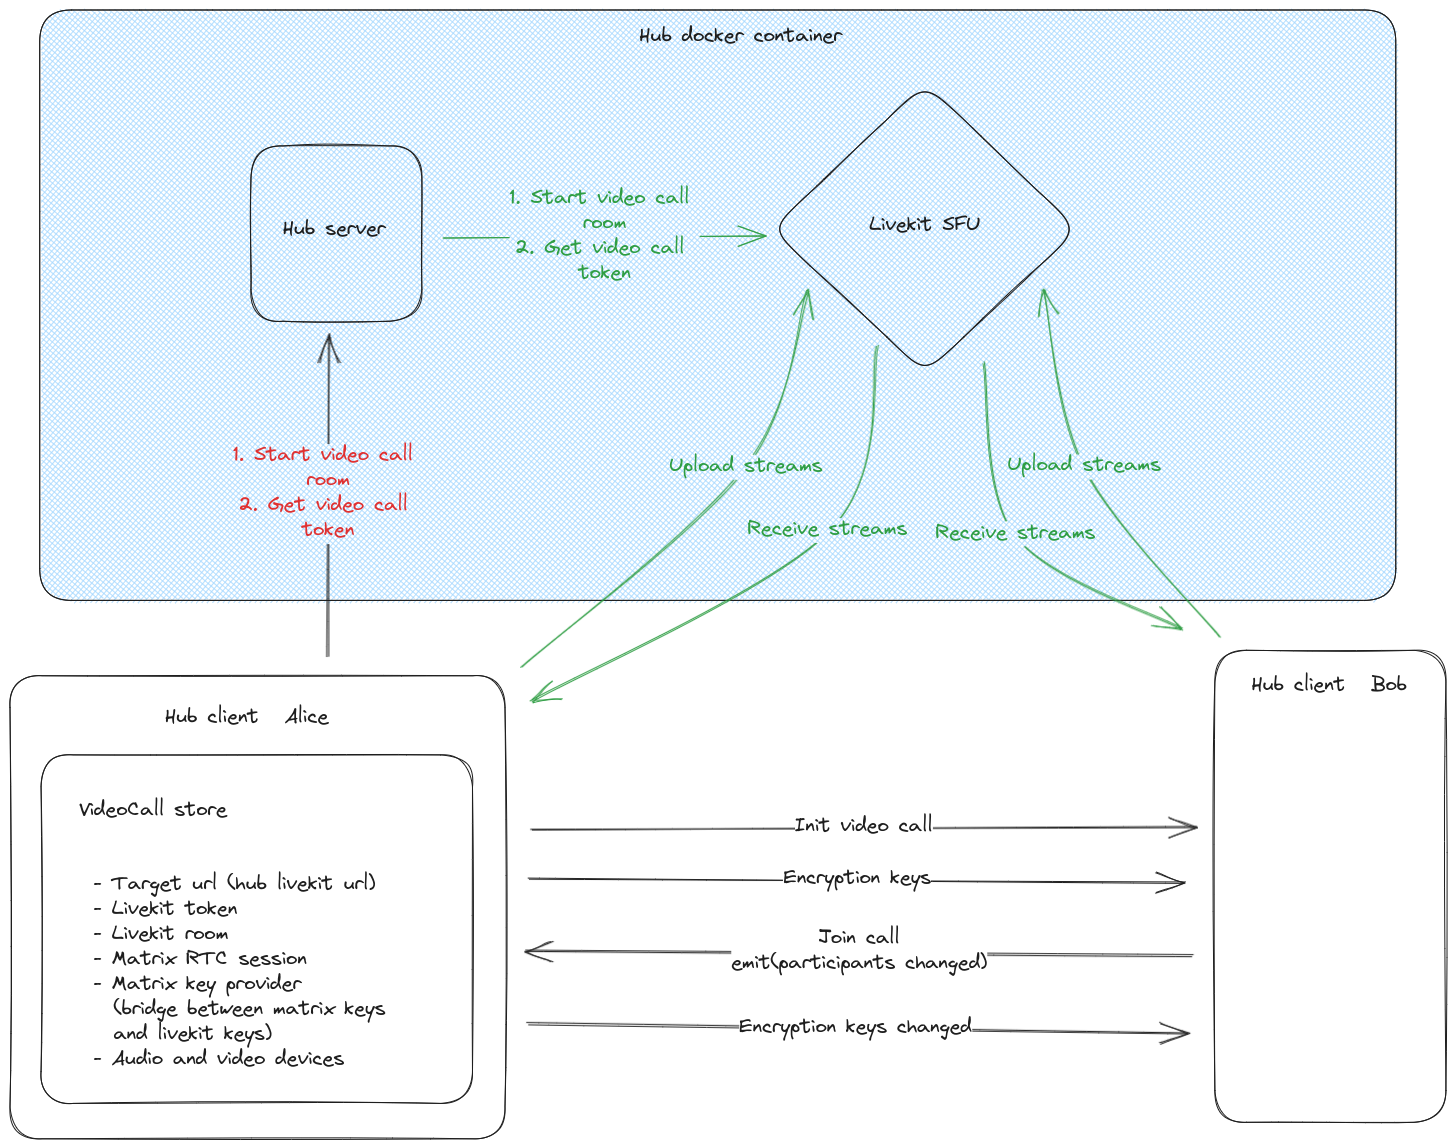 Hub docker container
Hub server
1. Start video call
room
2. Get video call
token
Livekit SFU
1. Start video call
room
2. Get video call
token
Upload streams
Receive streams
Upload streams
Receive streams
Hub client Alice
VideoCall store
- Target url (hub livekit url)
- Livekit token
- Livekit room
- Matrix RTC session
- Matrix key provider
(bridge between matrix keys
and livekit keys)
- Audio and video devices
Init video call
Encryption keys
Join call
emit(participants changed)
Encryption keys changed
Hub client Bob